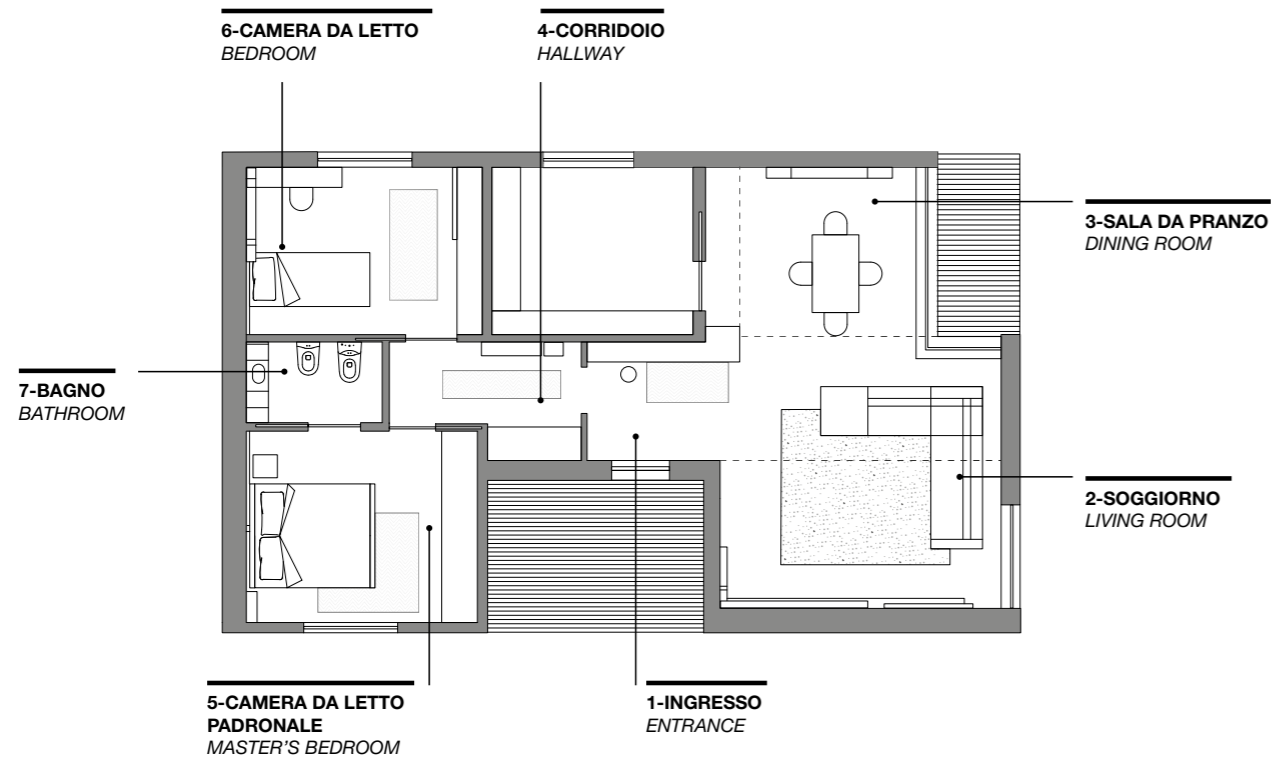 6-CAMERA DA LETTO
BEDROOM
4-CORRIDOIO
HALLWAY
3-SALA DA PRANZO
DINING ROOM
7-BAGNO
BATHROOM
2-SOGGIORNO
LIVING ROOM
5-CAMERA DA LETTO
PADRONALE
MASTER'S BEDROOM
1-INGRESSO
ENTRANCE